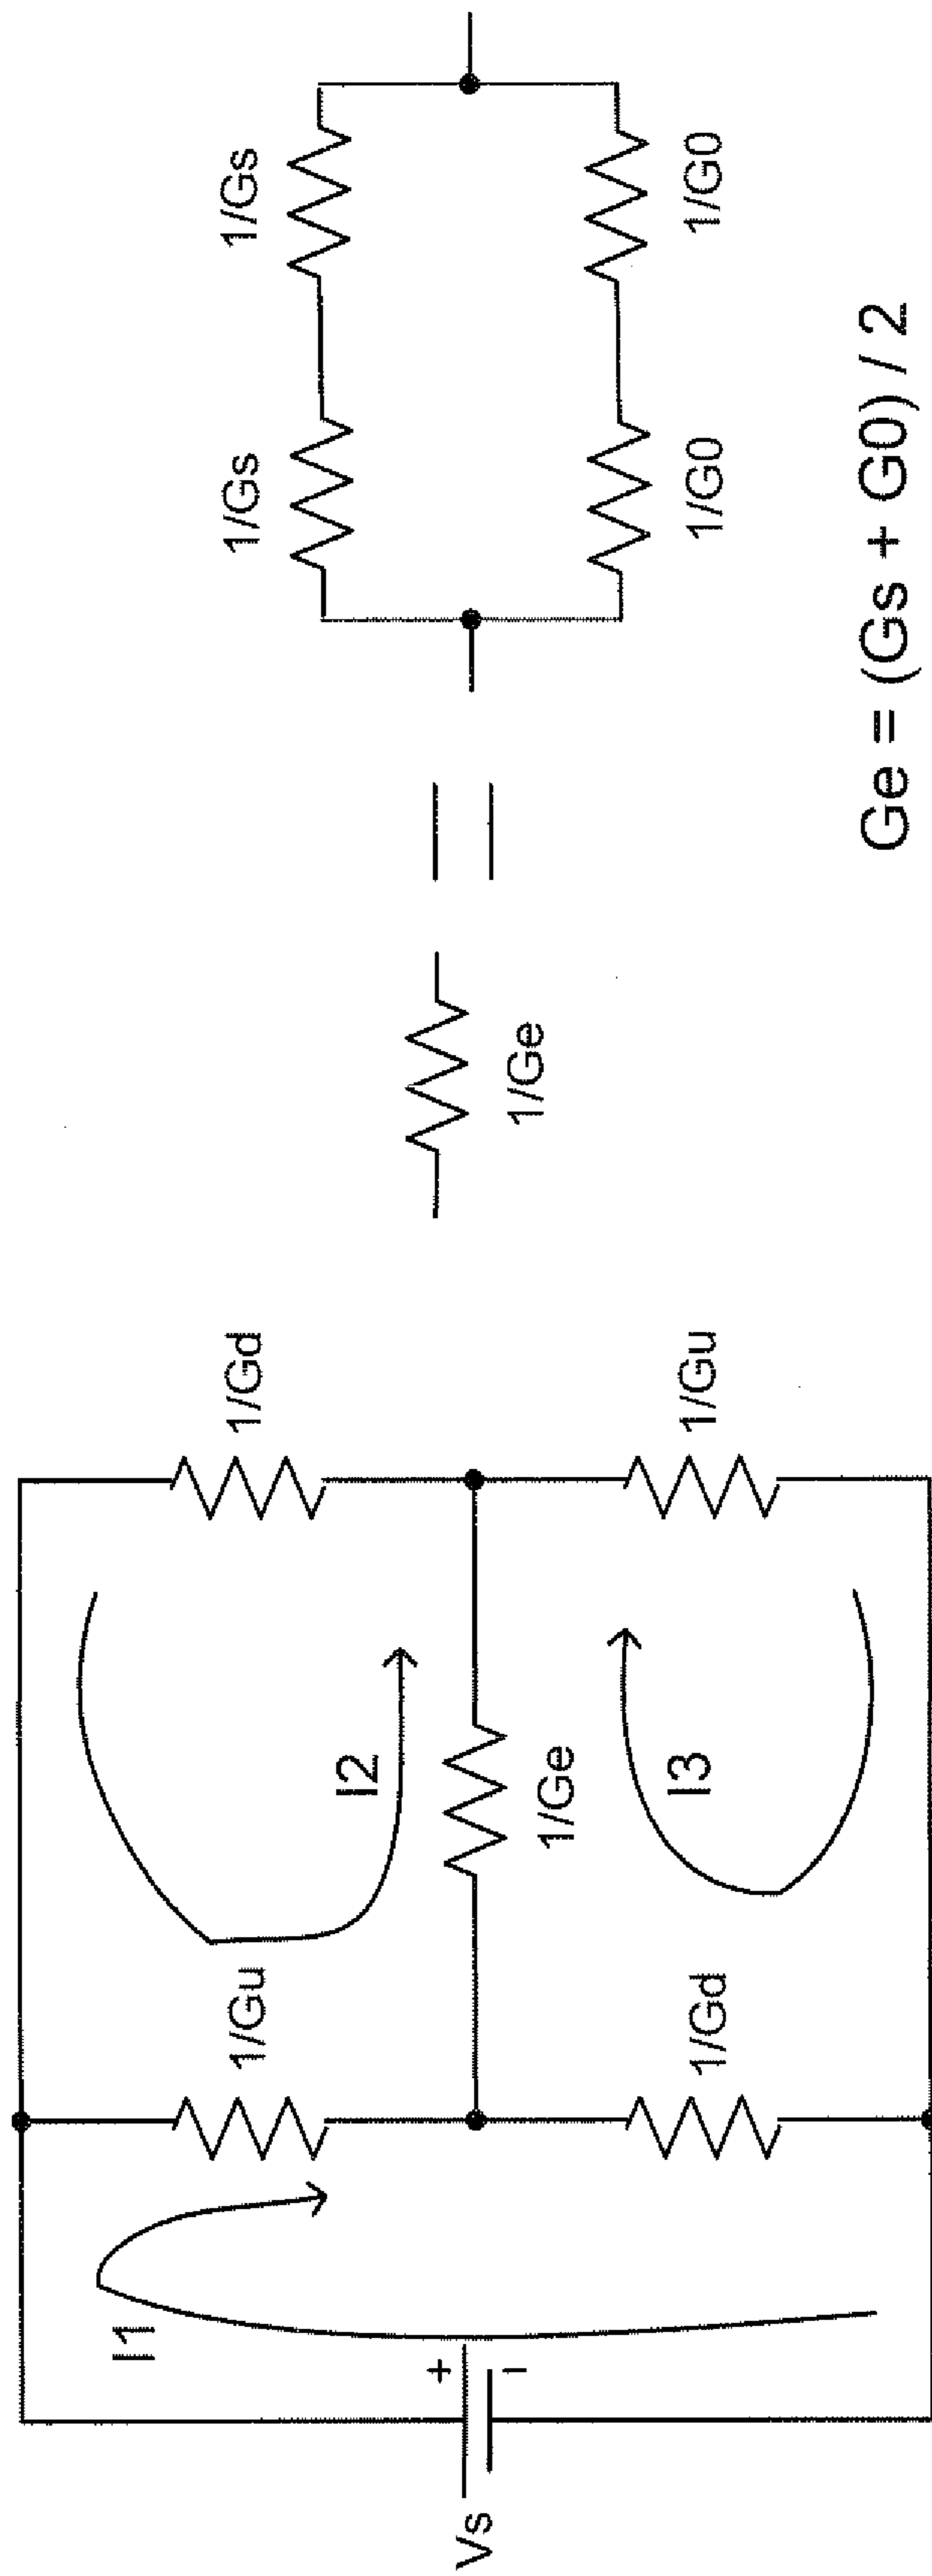 Vs
+
−
I1
1/Gu
1/Gd
I2
1/Ge
I3
1/Gd
1/Gu
1/Ge
1/Gs
1/Gs
1/G0
1/G0
Ge = (Gs + G0) / 2